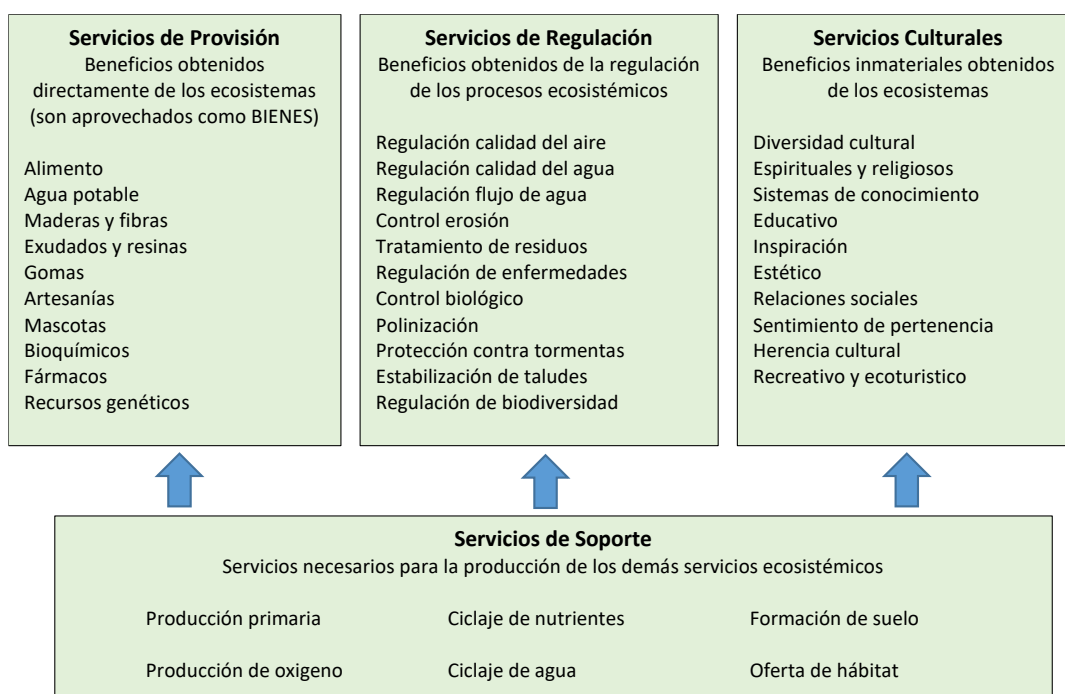 Servicios de Provisión
Beneficios obtenidos
directamente de los ecosistemas
(son aprovechados como BIENES)
Alimento
Agua potable
Maderas y fibras
Exudados y resinas
Gomas
Artesanías
Mascotas
Bioquímicos
Fármacos
Recursos genéticos
Servicios de Regulación
Beneficios obtenidos de la regulación
de los procesos ecosistémicos
Regulación calidad del aire
Regulación calidad del agua
Regulación flujo de agua
Control erosión
Tratamiento de residuos
Regulación de enfermedades
Control biológico
Polinización
Protección contra tormentas
Estabilización de taludes
Regulación de biodiversidad
Servicios Culturales
Beneficios inmateriales obtenidos
de los ecosistemas
Diversidad cultural
Espirituales y religiosos
Sistemas de conocimiento
Educativo
Inspiración
Estético
Relaciones sociales
Sentimiento de pertenencia
Herencia cultural
Recreativo y ecoturistico
Servicios de Soporte
Servicios necesarios para la producción de los demás servicios ecosistémicos
Producción primaria
Ciclaje de nutrientes
Formación de suelo
Producción de oxigeno
Ciclaje de agua
Oferta de hábitat